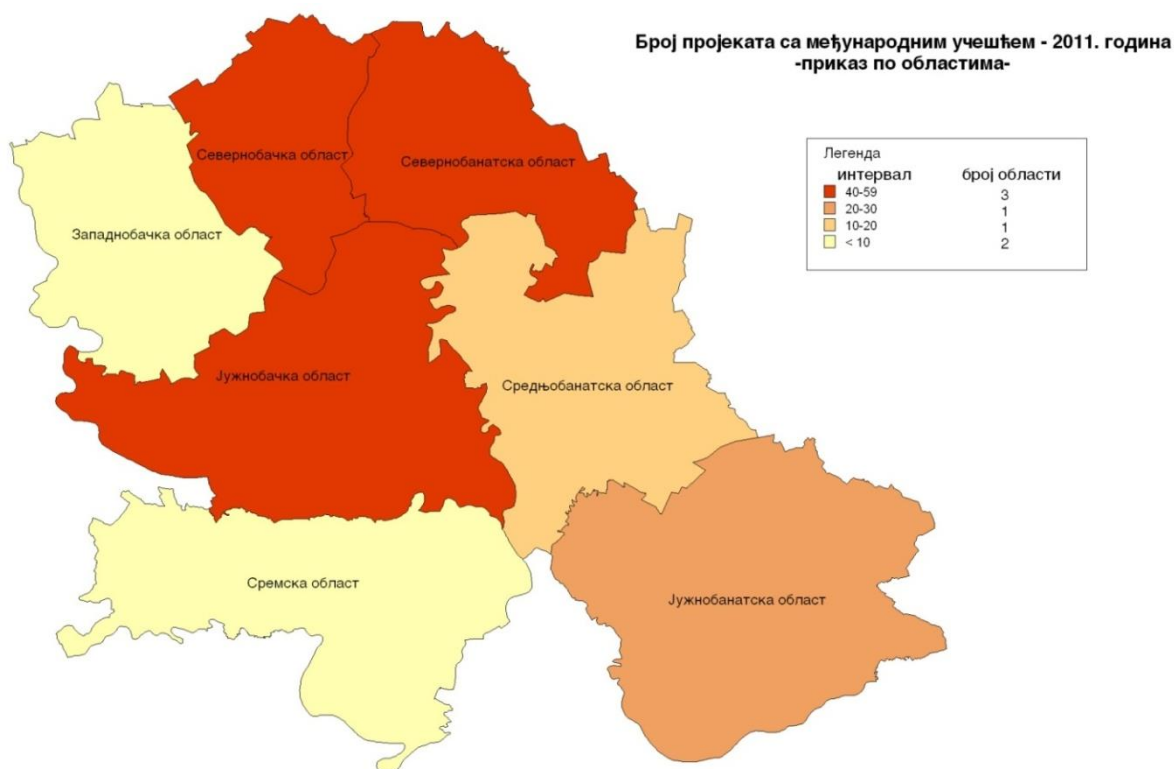 Број пројеката са међународним учешћем - 2011. година
-приказ по областима-
Легенда
интервал број области
40-59 3
20-30 1
10-20 1
< 10 2
Севернобачка област
Севернобанатска област
Западнобачка област
Јужнобачка област
Средњобанатска област
Сремска област
Јужнобанатска област